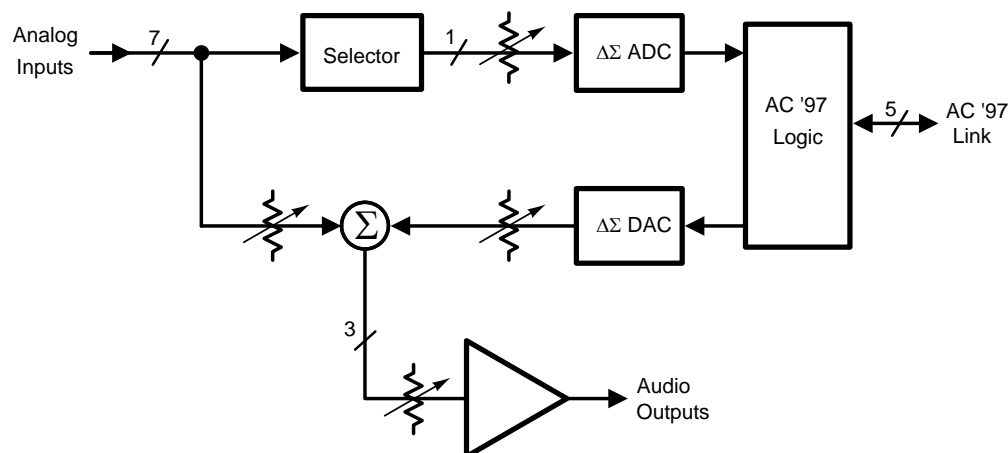 Analog
Inputs
7
Selector
1
ΔΣ ADC
AC '97
Logic
5
AC '97
Link
Σ
ΔΣ DAC
3
Audio
Outputs